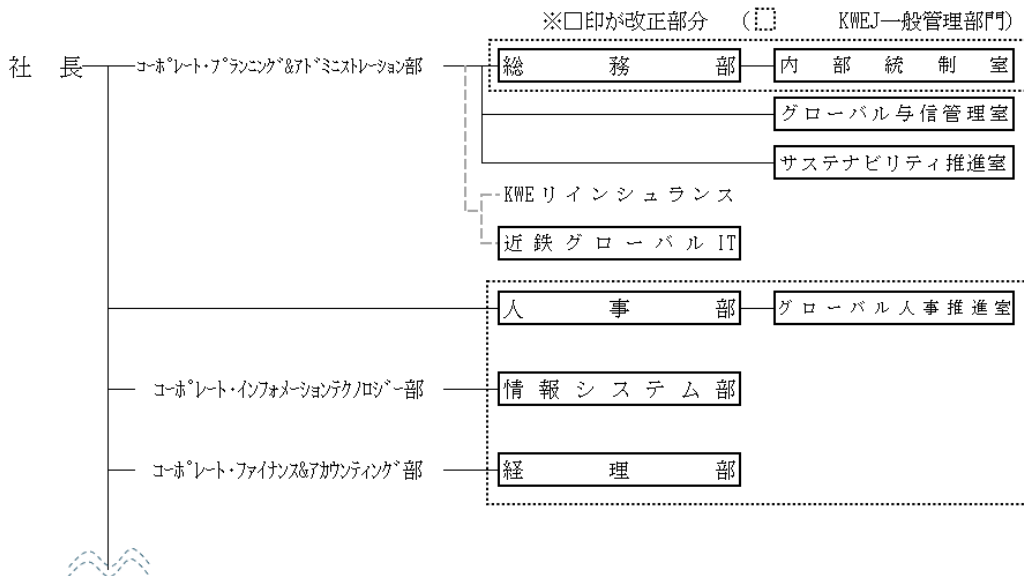 ※□印が改正部分 ( KWEJ一般管理部門)
社 長 コーポレート・プランニング&アドミニストレーション部 総務部 内部統制室
グローバル与信管理室
サステナビリティ推進室
KWEリインシュランス
近鉄グローバルIT
人事部 グローバル人事推進室
コーポレート・インフォメーションテクノロジー部 情報システム部
コーポレート・ファイナンス&アカウンティング部 経理部